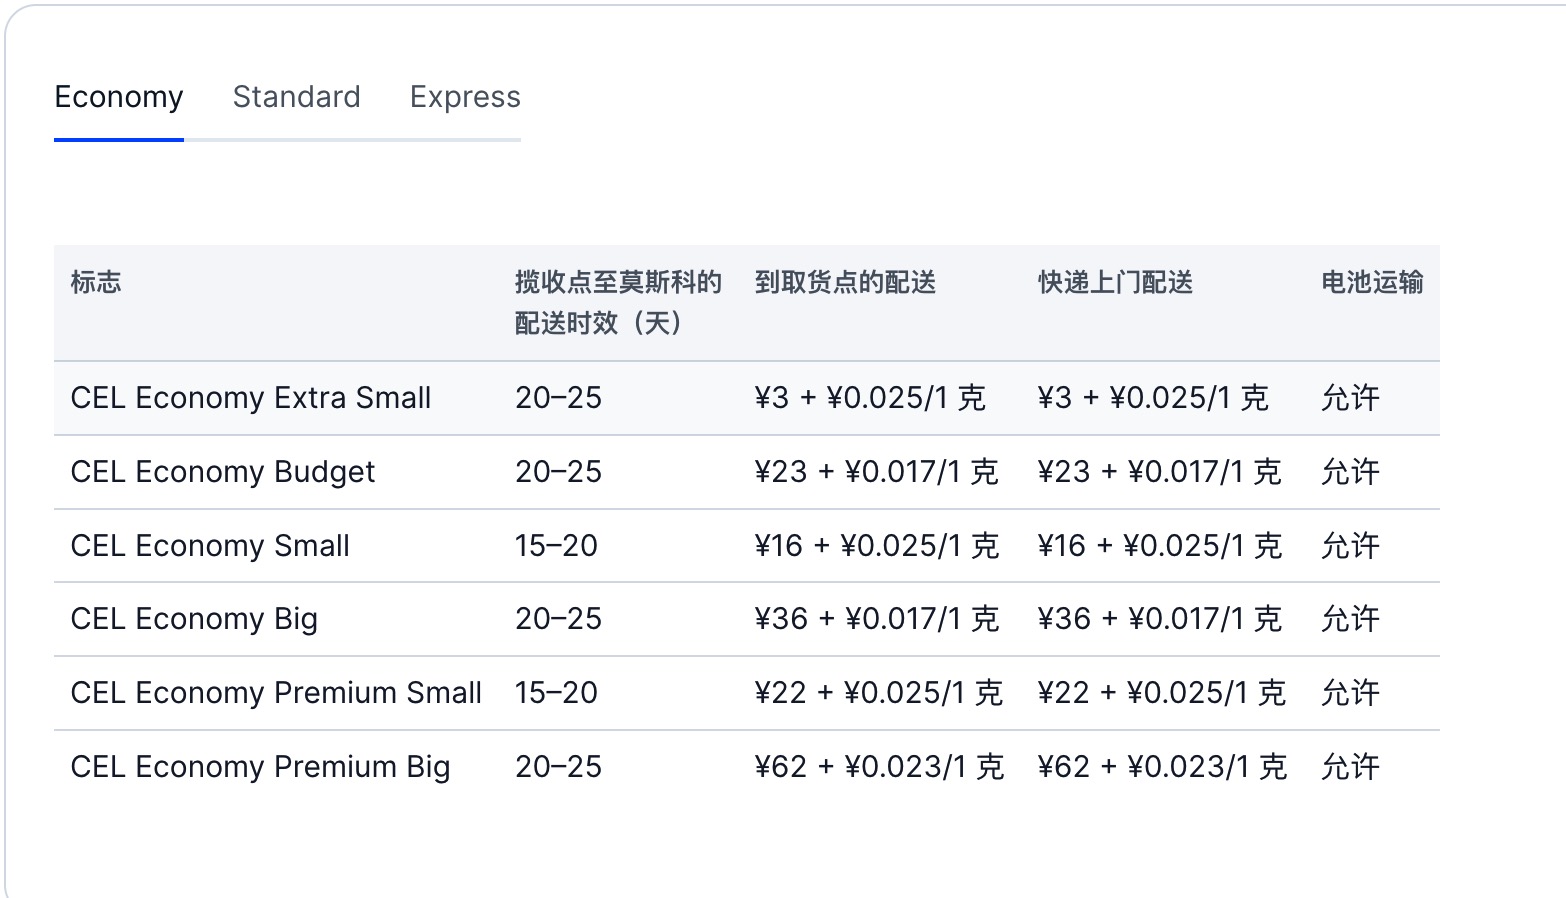 Economy Standard Express
标志 揽收点至莫斯科的配送时效（天） 到取货点的配送 快递上门配送 电池运输
CEL Economy Extra Small 20–25 ¥3 + ¥0.025/1 克 ¥3 + ¥0.025/1 克 允许
CEL Economy Budget 20–25 ¥23 + ¥0.017/1 克 ¥23 + ¥0.017/1 克 允许
CEL Economy Small 15–20 ¥16 + ¥0.025/1 克 ¥16 + ¥0.025/1 克 允许
CEL Economy Big 20–25 ¥36 + ¥0.017/1 克 ¥36 + ¥0.017/1 克 允许
CEL Economy Premium Small 15–20 ¥22 + ¥0.025/1 克 ¥22 + ¥0.025/1 克 允许
CEL Economy Premium Big 20–25 ¥62 + ¥0.023/1 克 ¥62 + ¥0.023/1 克 允许